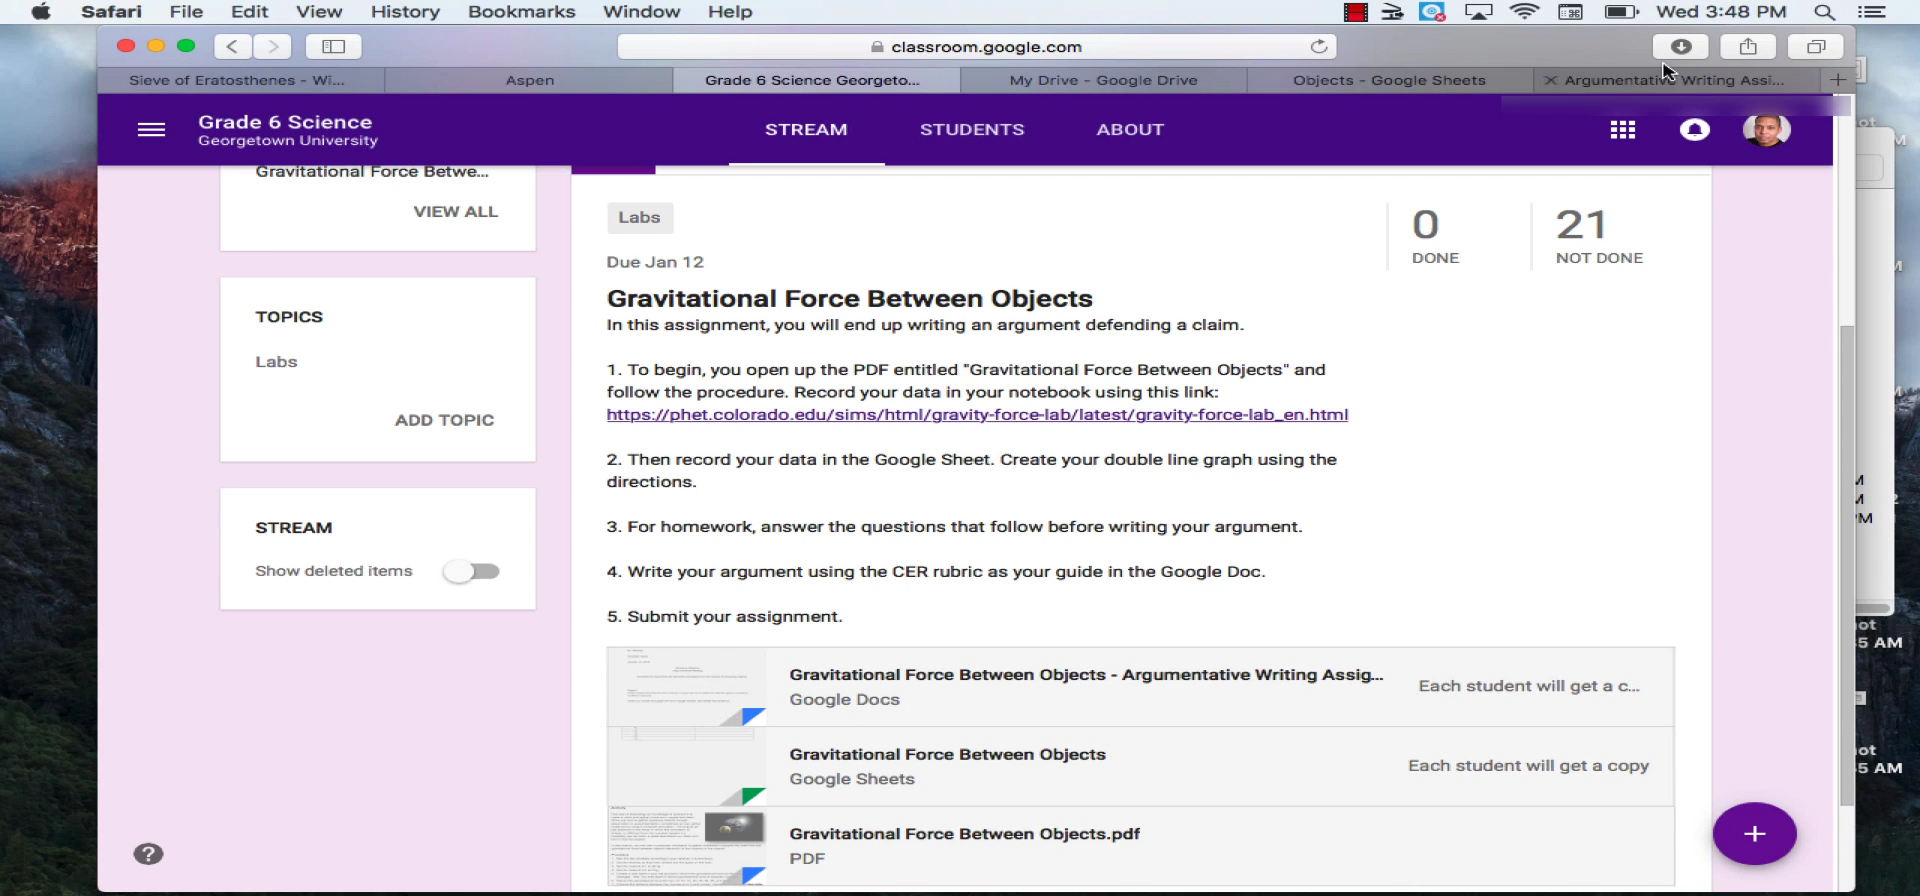 Safari File Edit View History Bookmarks Window Help Wed 3:48 PM
classroom.google.com
Sieve of Eratosthenes - Wi... Aspen Grade 6 Science Georgeto... My Drive - Google Drive Objects - Google Sheets Argumentative Writing Assi...
Grade 6 Science
Georgetown University
STREAM STUDENTS ABOUT
Gravitational Force Betwe...
VIEW ALL
TOPICS
Labs
ADD TOPIC
STREAM
Show deleted items
Labs
0
DONE
21
NOT DONE
Due Jan 12
Gravitational Force Between Objects
In this assignment, you will end up writing an argument defending a claim.
1. To begin, you open up the PDF entitled "Gravitational Force Between Objects" and
follow the procedure. Record your data in your notebook using this link:
https://phet.colorado.edu/sims/html/gravity-force-lab/latest/gravity-force-lab_en.html
2. Then record your data in the Google Sheet. Create your double line graph using the
directions.
3. For homework, answer the questions that follow before writing your argument.
4. Write your argument using the CER rubric as your guide in the Google Doc.
5. Submit your assignment.
Gravitational Force Between Objects - Argumentative Writing Assig...
Google Docs
Each student will get a c...
Gravitational Force Between Objects
Google Sheets
Each student will get a copy
Gravitational Force Between Objects.pdf
PDF
?
+
ot
5 AM
ot
5 AM